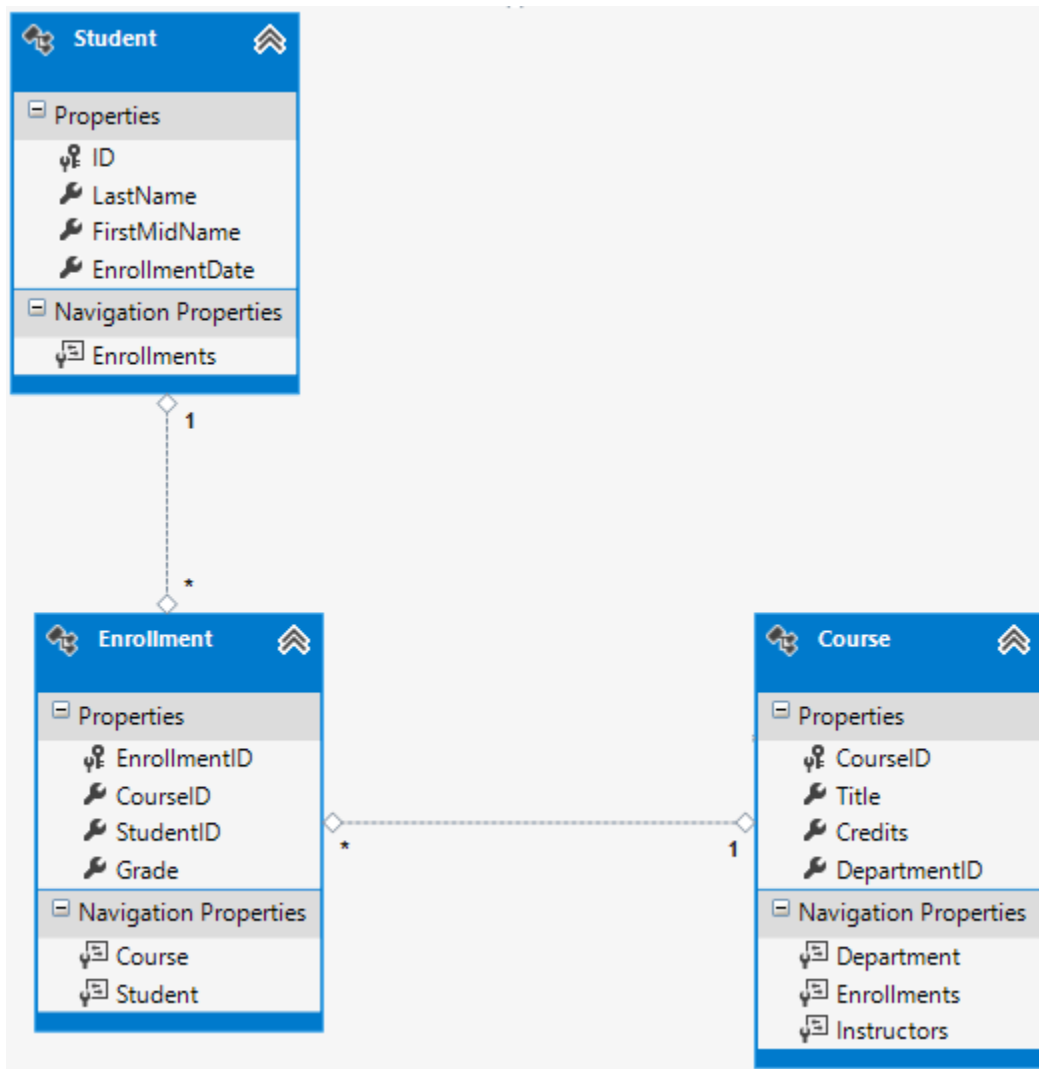 Student
Properties
ID
LastName
FirstMidName
EnrollmentDate
Navigation Properties
Enrollments
1
*
Enrollment
Properties
EnrollmentID
CourseID
StudentID
Grade
Navigation Properties
Course
Student
*
1
Course
Properties
CourseID
Title
Credits
DepartmentID
Navigation Properties
Department
Enrollments
Instructors